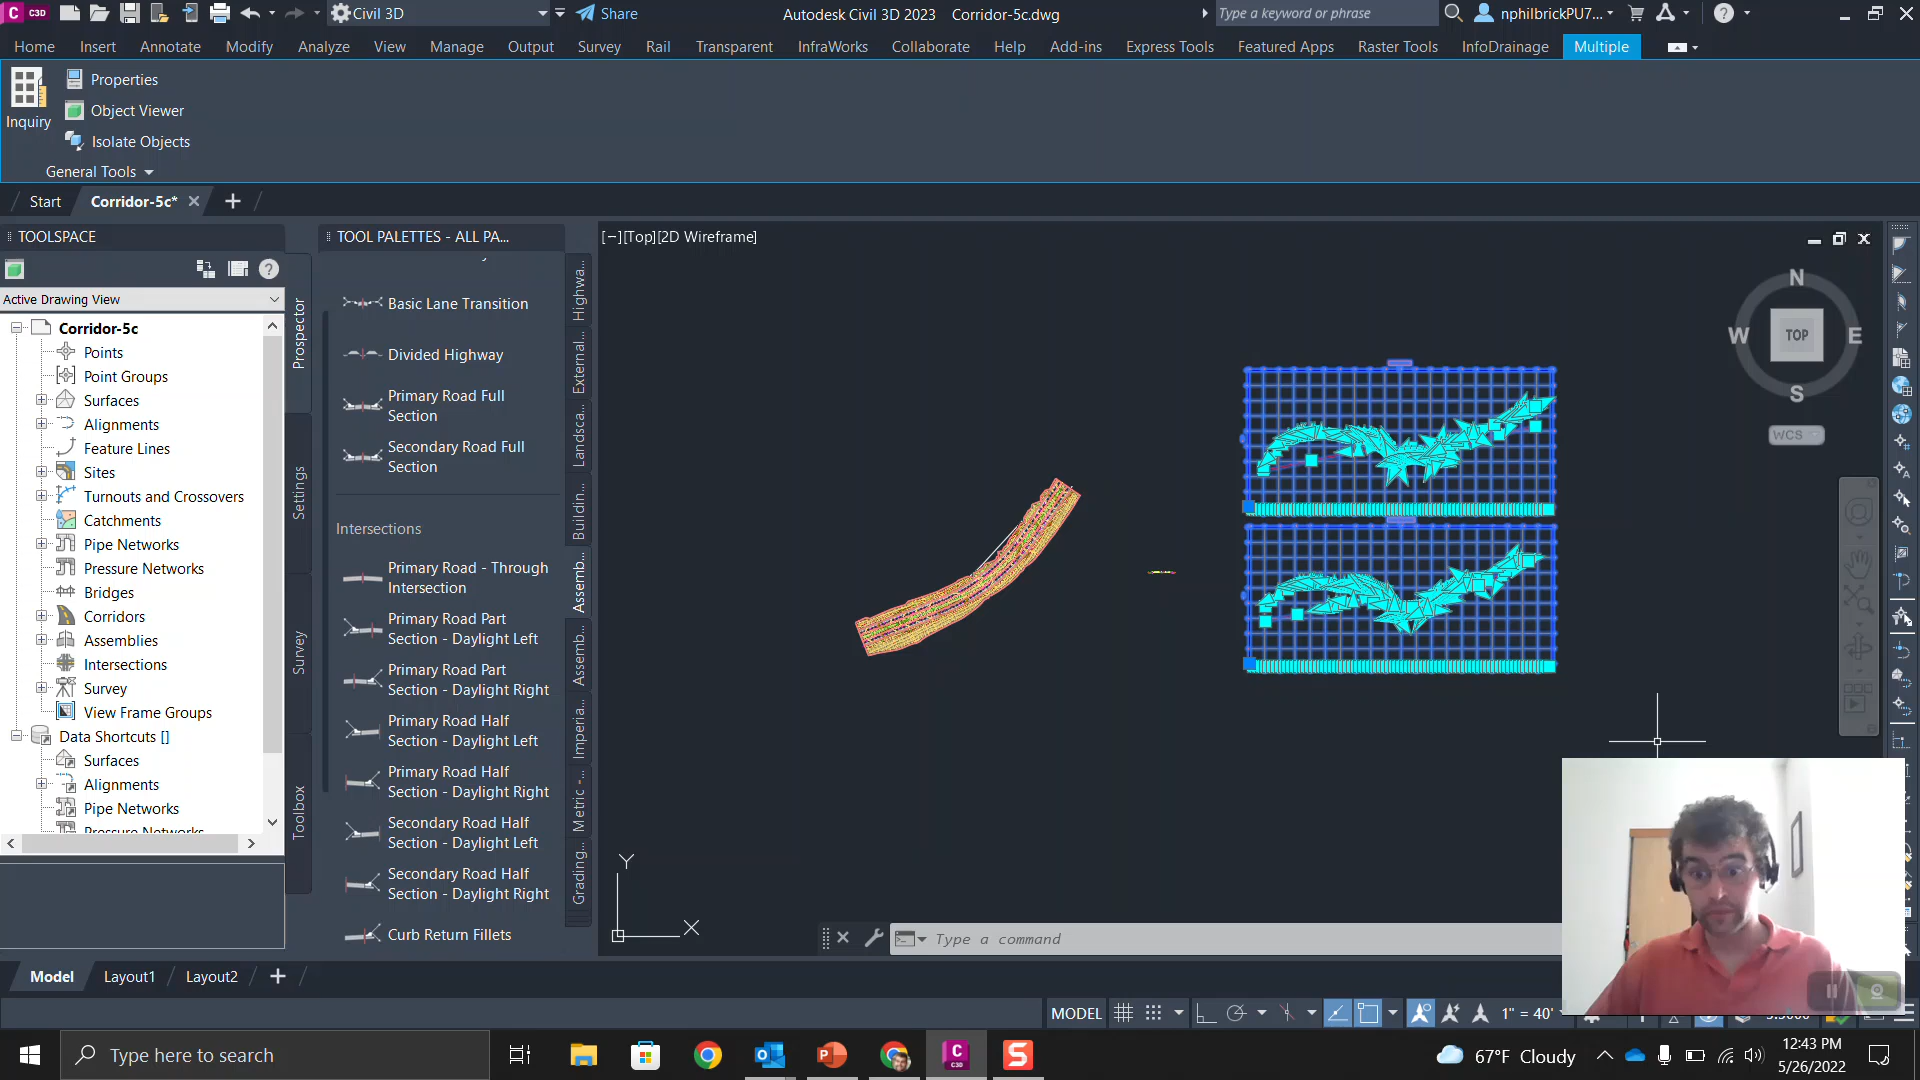 C C3D
Civil 3D
Share
Autodesk Civil 3D 2023 Corridor-5c.dwg
Type a keyword or phrase
nphilbrickPU7...
Home Insert Annotate Modify Analyze View Manage Output Survey Rail Transparent InfraWorks Collaborate Help Add-ins Express Tools Featured Apps Raster Tools InfoDrainage Multiple
Inquiry
Properties
Object Viewer
Isolate Objects
General Tools
Start
Corridor-5c*
TOOLSPACE
Active Drawing View
Corridor-5c
Points
Point Groups
Surfaces
Alignments
Feature Lines
Sites
Turnouts and Crossovers
Catchments
Pipe Networks
Pressure Networks
Bridges
Corridors
Assemblies
Intersections
Survey
View Frame Groups
Data Shortcuts []
Surfaces
Alignments
Pipe Networks
Pressure Networks
Prospector
Settings
Survey
Toolbox
TOOL PALETTES - ALL PA...
Basic Lane Transition
Divided Highway
Primary Road Full
Section
Secondary Road Full
Section
Intersections
Primary Road - Through
Intersection
Primary Road Part
Section - Daylight Left
Primary Road Part
Section - Daylight Right
Primary Road Half
Section - Daylight Left
Primary Road Half
Section - Daylight Right
Secondary Road Half
Section - Daylight Left
Secondary Road Half
Section - Daylight Right
Curb Return Fillets
Highwa...
External...
Landsca...
Buildin...
Assemb...
Assemb...
Imperia...
Metric -...
Grading...
[−][Top][2D Wireframe]
N
W TOP E
S
WCS
Y
X
Type a command
Model Layout1 Layout2
MODEL
1" = 40'
Type here to search
C C3D
67°F Cloudy
12:43 PM
5/26/2022